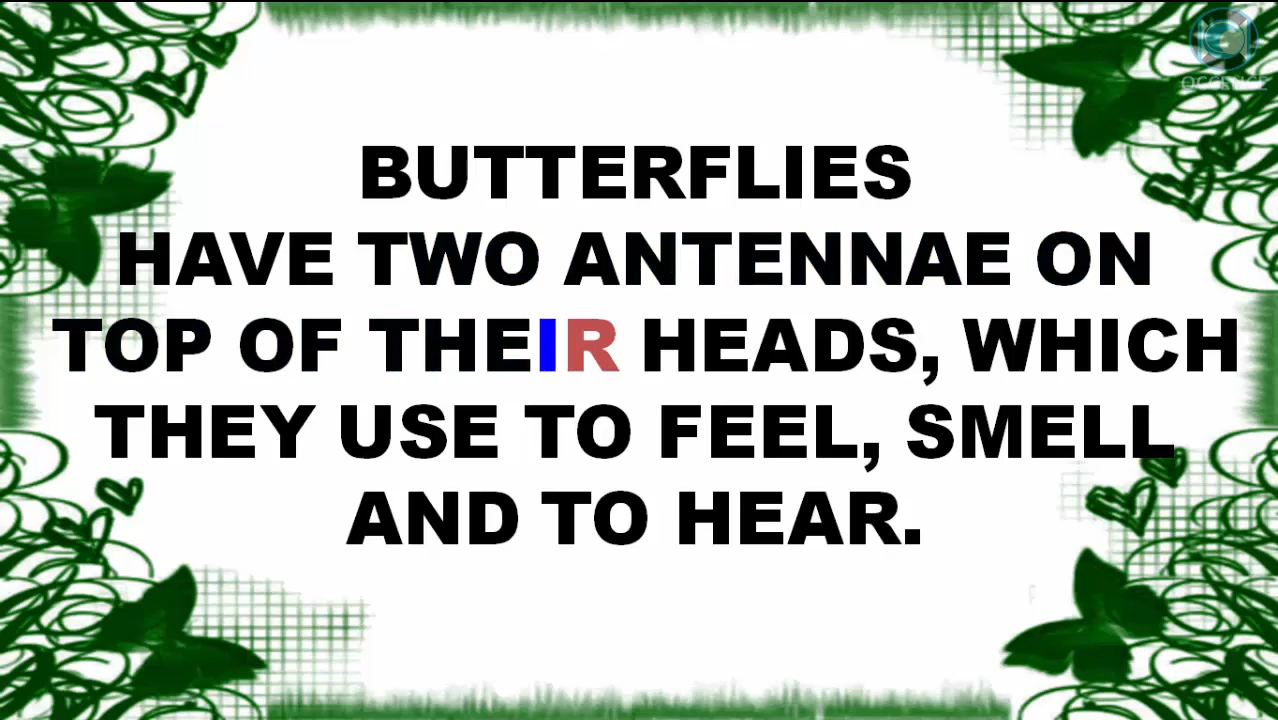 BUTTERFLIES
HAVE TWO ANTENNAE ON
TOP OF THEIR HEADS, WHICH
THEY USE TO FEEL, SMELL
AND TO HEAR.